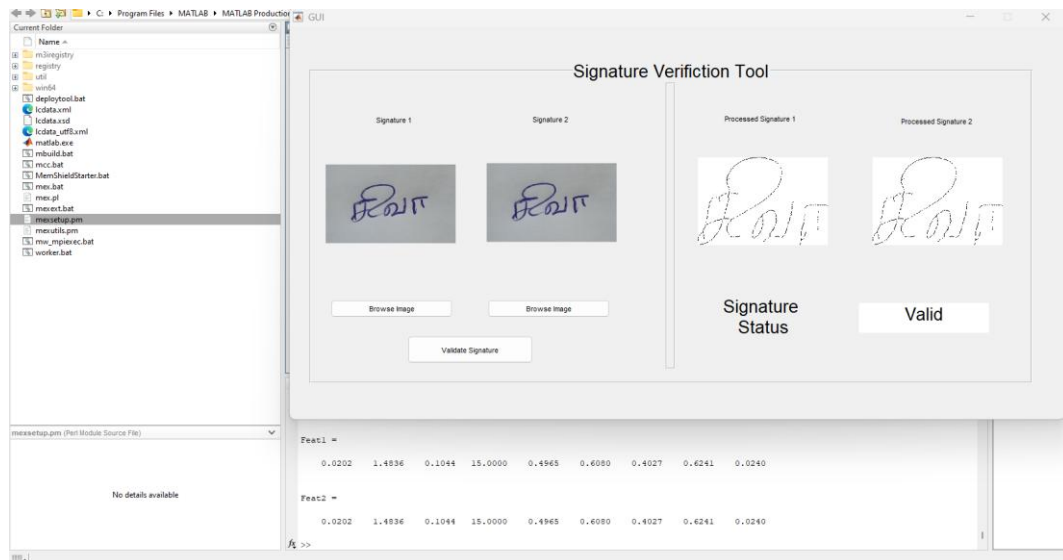 C: ▸ Program Files ▸ MATLAB ▸ MATLAB Productio
Current Folder
Name
m3iregistry
registry
util
win64
deploytool.bat
lcdata.xml
lcdata.xsd
lcdata_utf8.xml
matlab.exe
mbuild.bat
mcc.bat
MemShieldStarter.bat
mex.bat
mex.pl
mexext.bat
mexsetup.pm
mexutils.pm
mw_mpiexec.bat
worker.bat
mexsetup.pm (Perl Module Source File)
No details available
GUI
Signature Verifiction Tool
Signature 1
Signature 2
சிவா
சிவா
Browse Image
Browse Image
Validate Signature
Processed Signature 1
Processed Signature 2
சிவா
சிவா
Signature
Status
Valid
Feat1 =
0.0202 1.4836 0.1044 15.0000 0.4965 0.6080 0.4027 0.6241 0.0240
Feat2 =
0.0202 1.4836 0.1044 15.0000 0.4965 0.6080 0.4027 0.6241 0.0240
fx >>